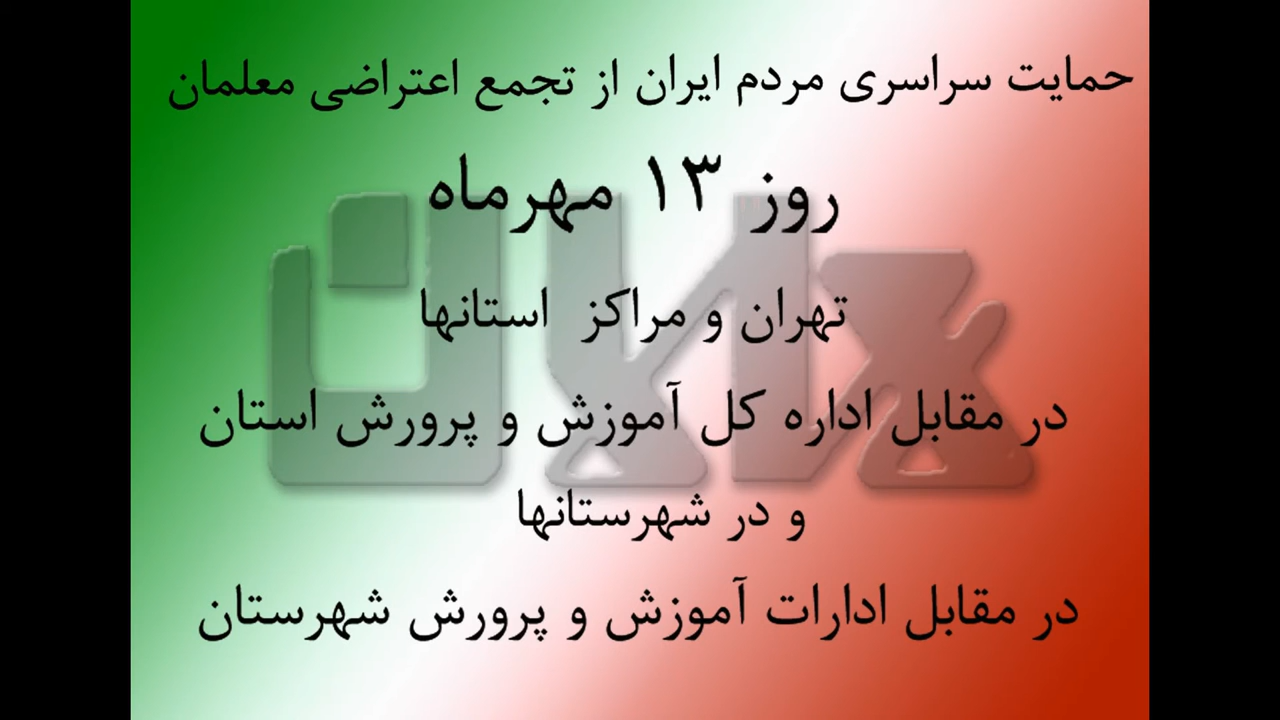 حمایت سراسری مردم ایران از تجمع اعتراضی معلمان
روز ۱۳ مهرماه
تهران و مراکز استانها
در مقابل اداره کل آموزش و پرورش استان
و در شهرستانها
در مقابل ادارات آموزش و پرورش شهرستان